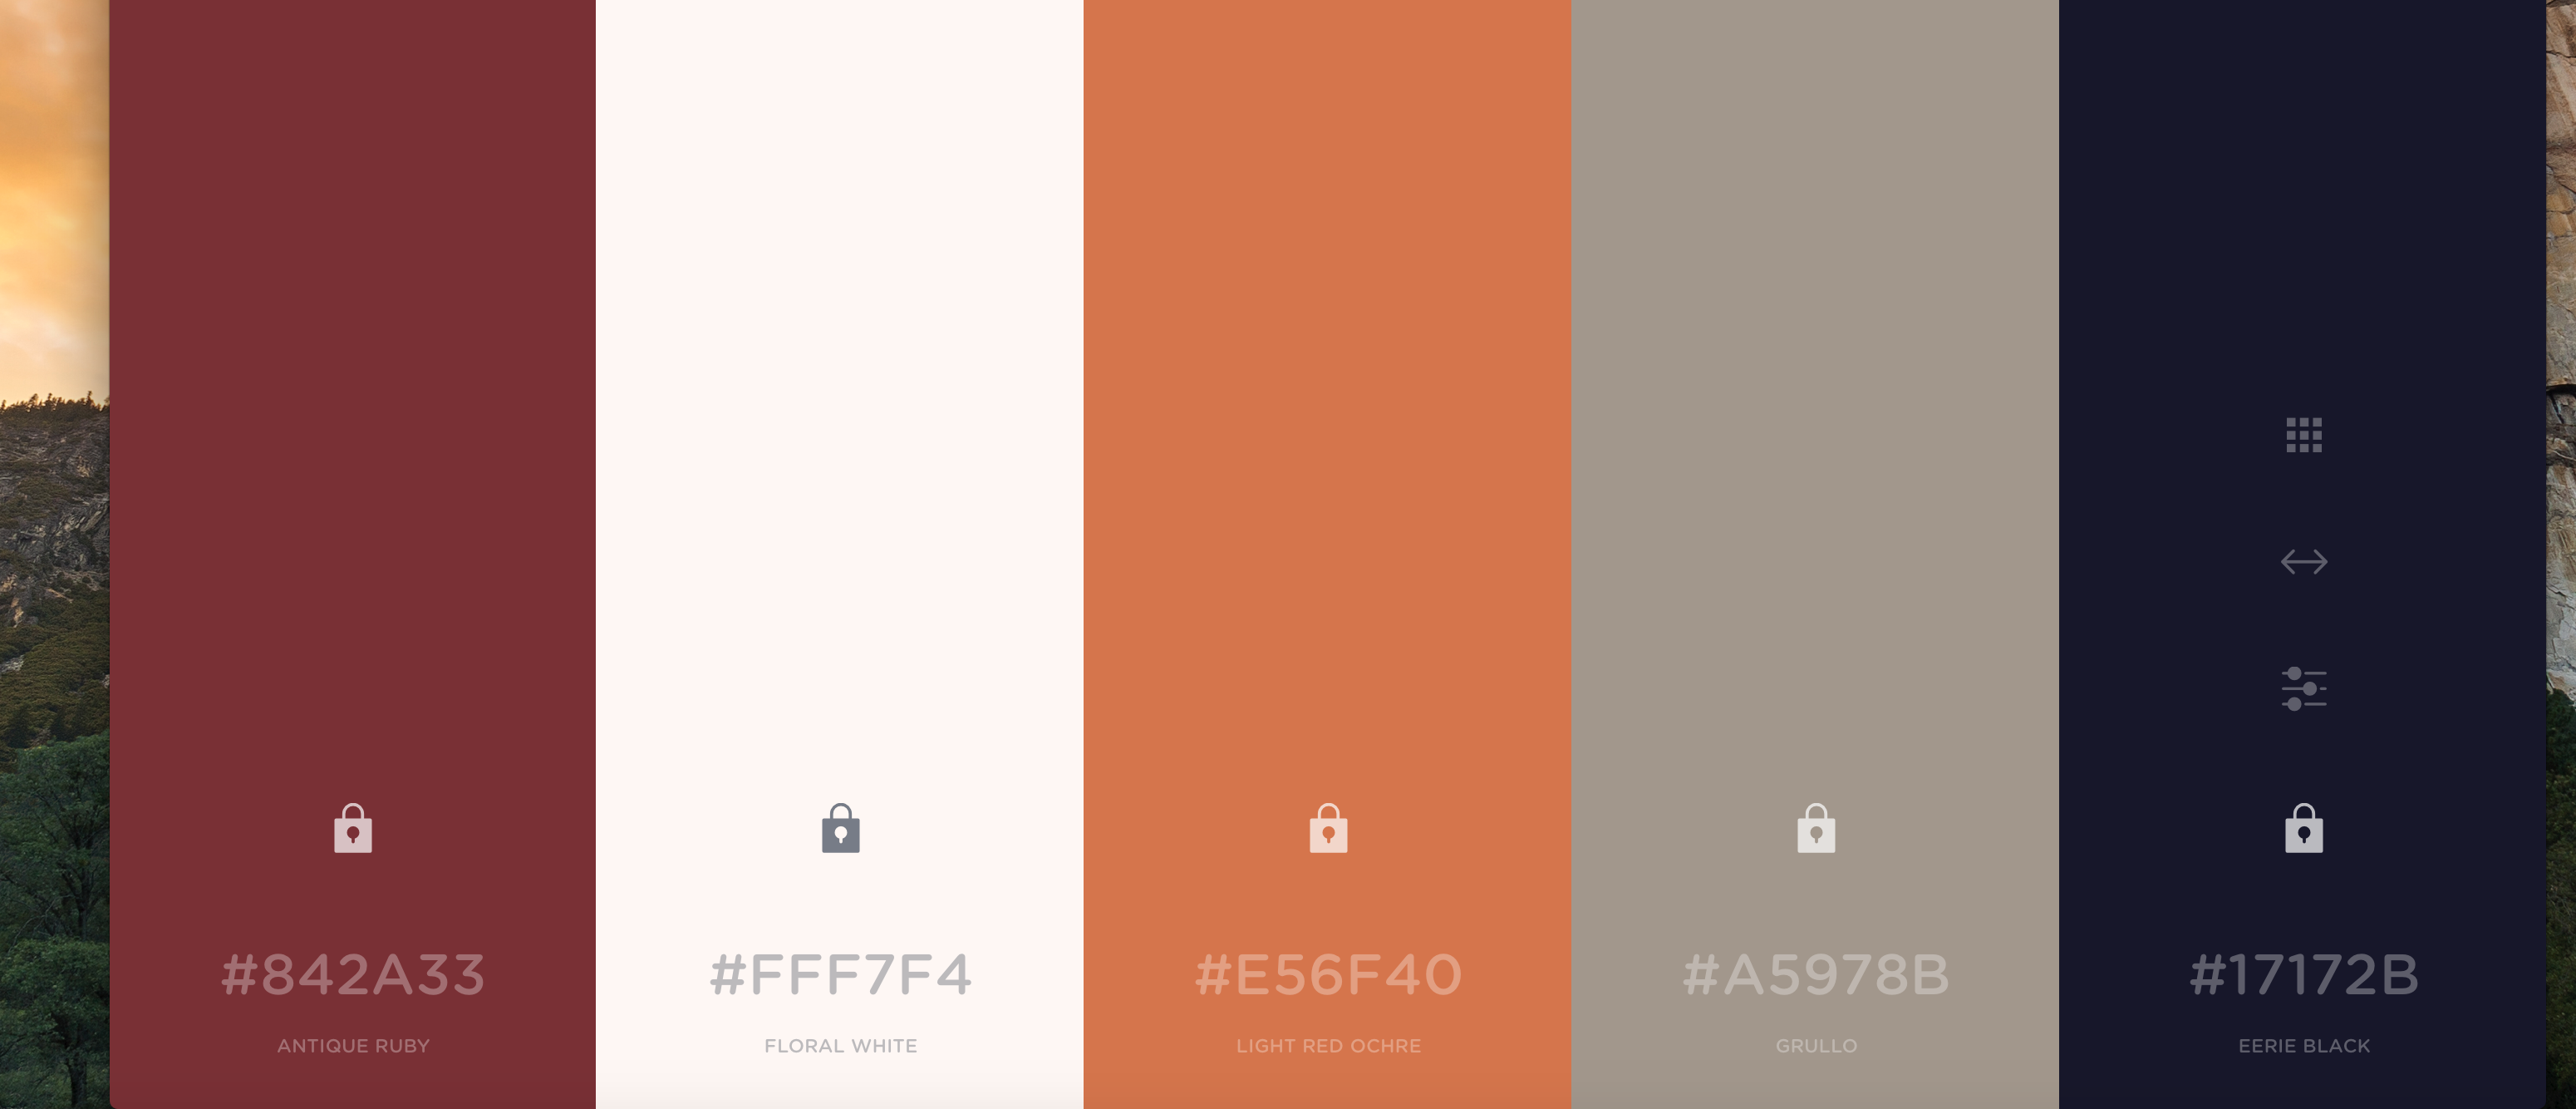 #842A33
ANTIQUE RUBY
#FFF7F4
FLORAL WHITE
#E56F40
LIGHT RED OCHRE
#A5978B
GRULLO
#17172B
EERIE BLACK